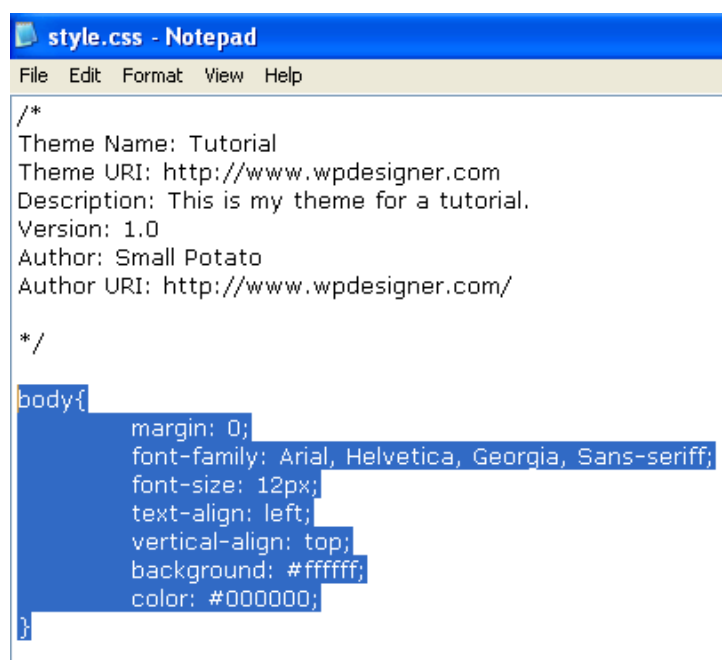 style.css - Notepad
File Edit Format View Help
/*
Theme Name: Tutorial
Theme URI: http://www.wpdesigner.com
Description: This is my theme for a tutorial.
Version: 1.0
Author: Small Potato
Author URI: http://www.wpdesigner.com/
*/
body{
margin: 0;
font-family: Arial, Helvetica, Georgia, Sans-seriff;
font-size: 12px;
text-align: left;
vertical-align: top;
background: #ffffff;
color: #000000;
}